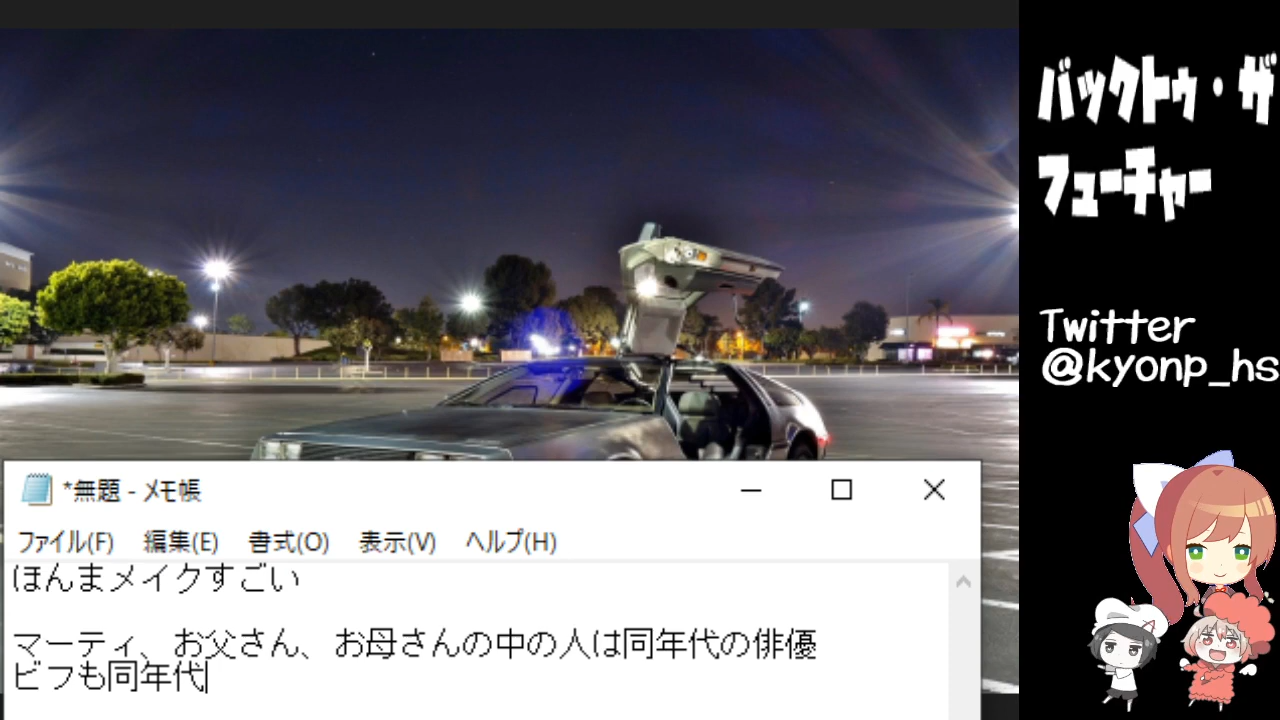 バックトゥ・ザ
フューチャー
Twitter
@kyonp_hs
*無題 - メモ帳
ファイル(F) 編集(E) 書式(O) 表示(V) ヘルプ(H)
ほんまメイクすごい
マーティ、お父さん、お母さんの中の人は同年代の俳優
ビフも同年代